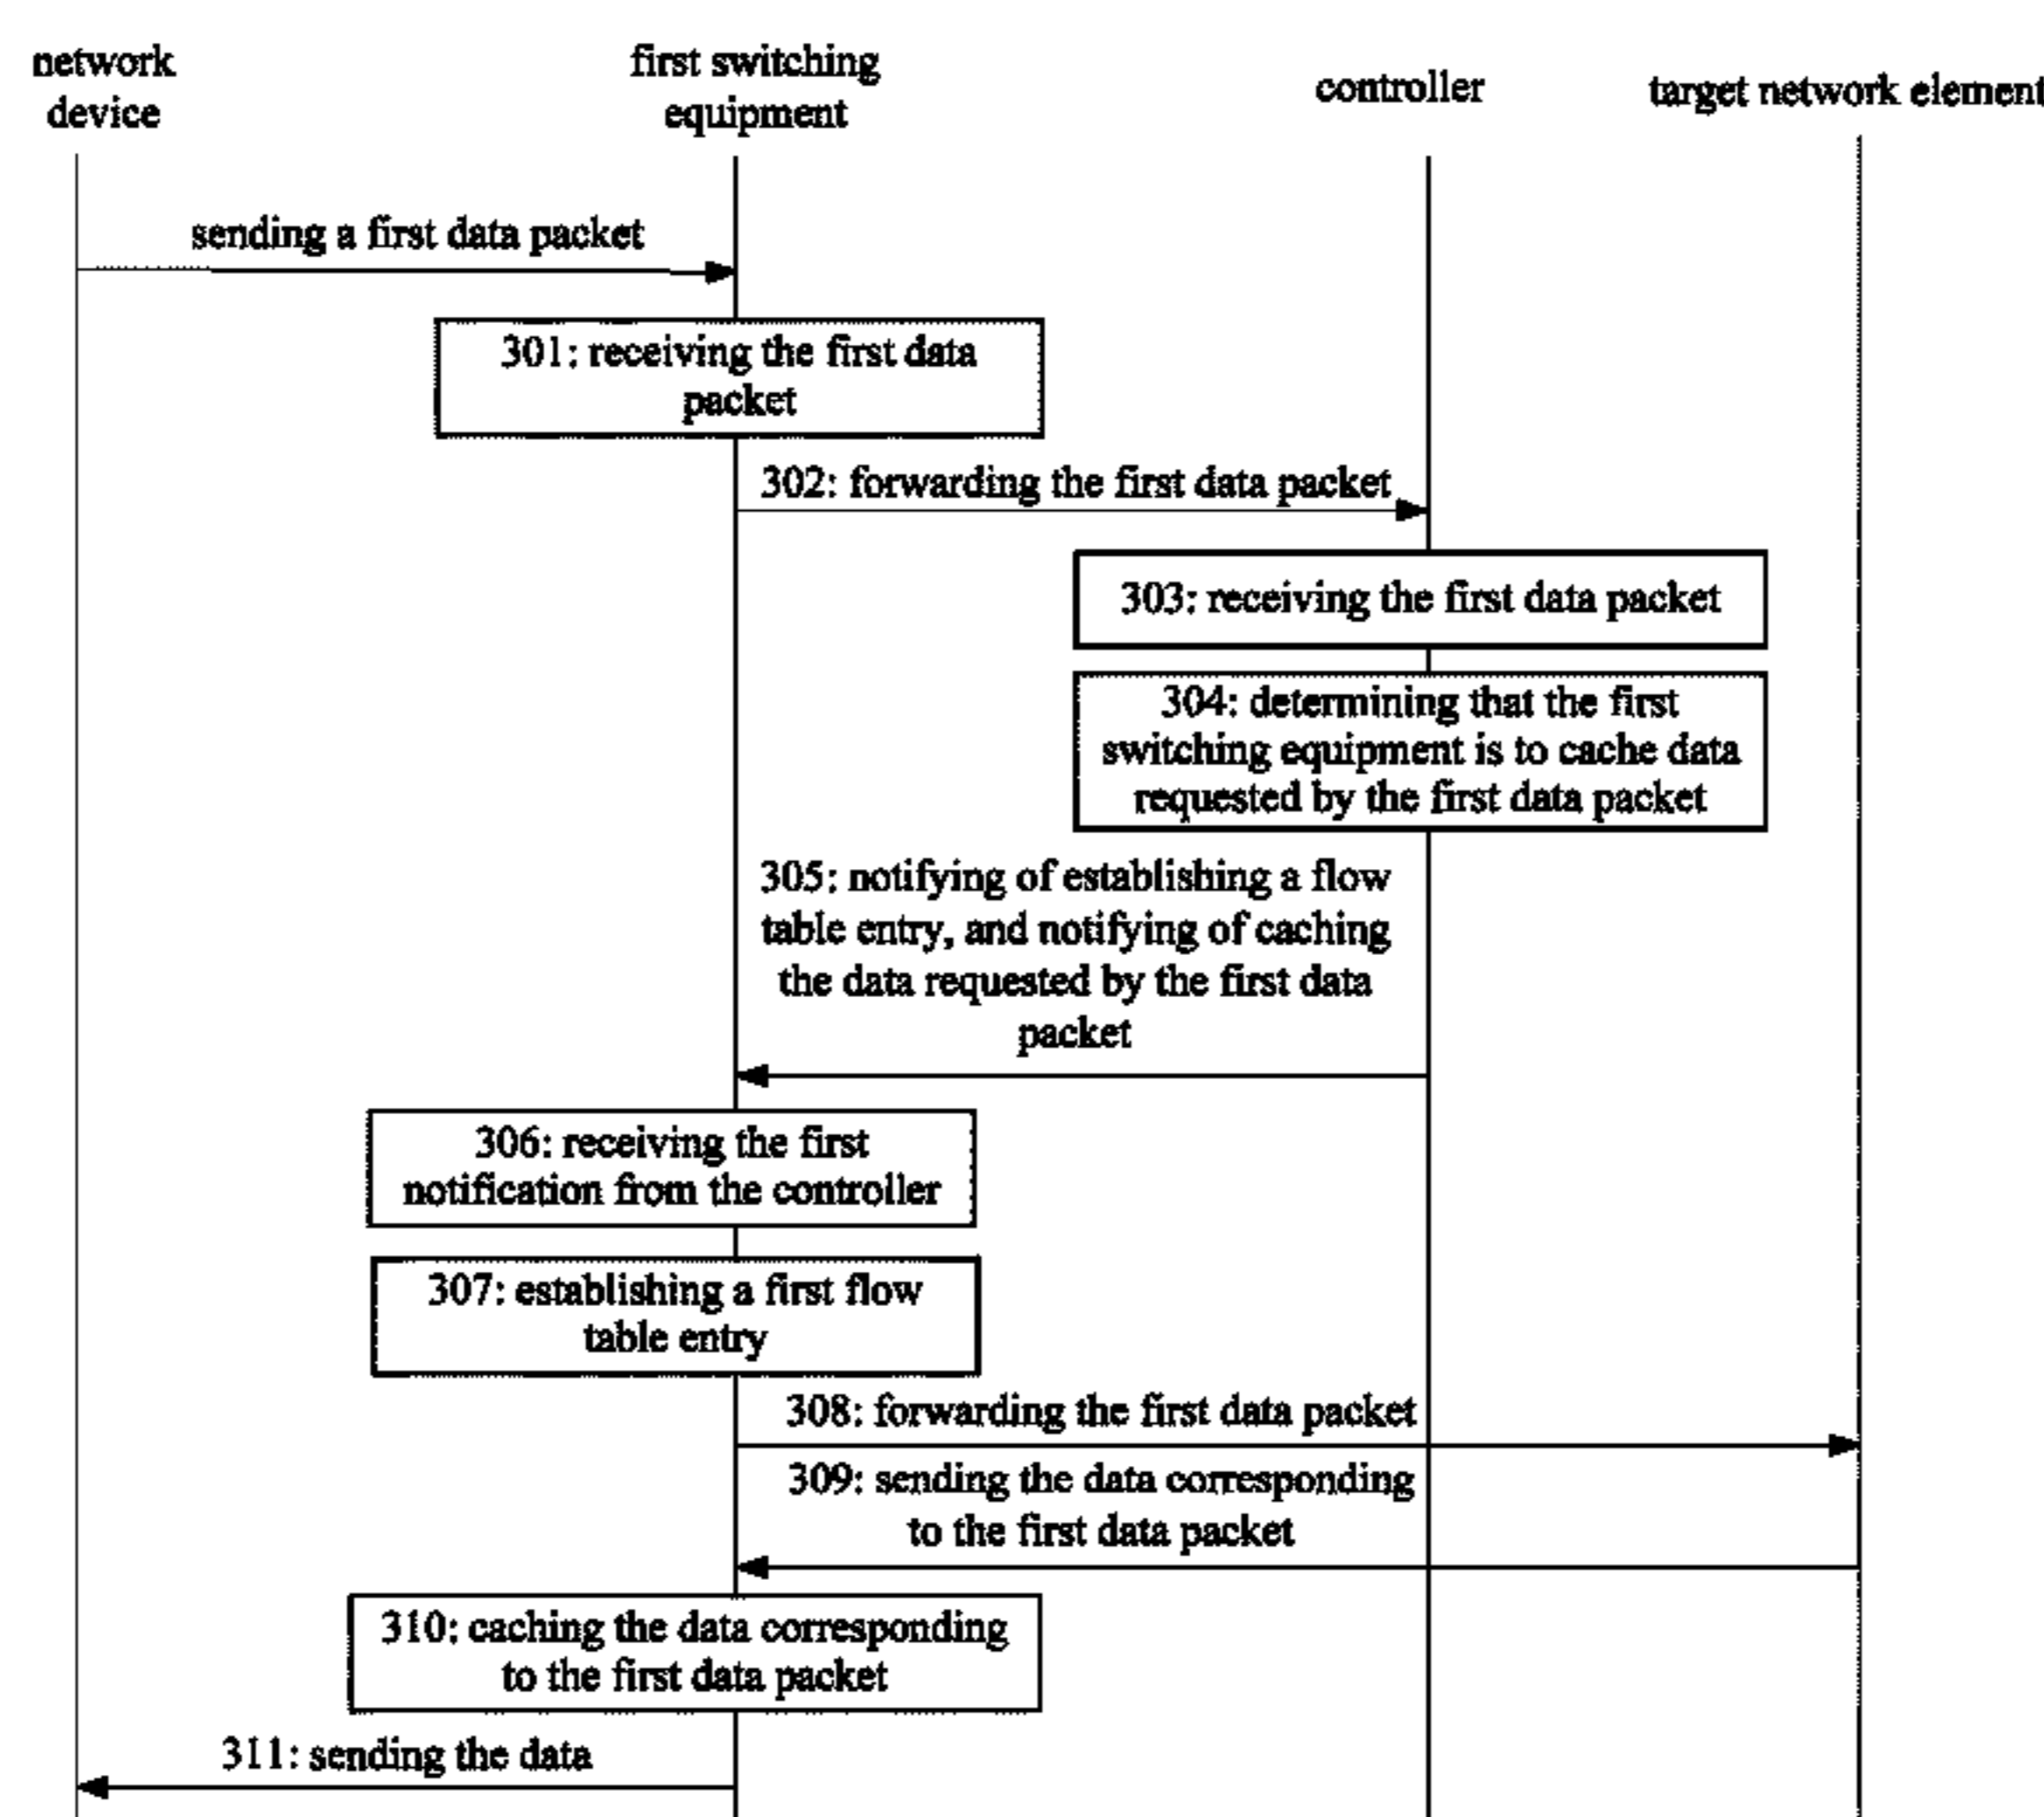 network
device
first switching
equipment
controller
target network element
sending a first data packet
301: receiving the first data
packet
302: forwarding the first data packet
303: receiving the first data packet
304: determining that the first
switching equipment is to cache data
requested by the first data packet
305: notifying of establishing a flow
table entry, and notifying of caching
the data requested by the first data
packet
306: receiving the first
notification from the controller
307: establishing a first flow
table entry
308: forwarding the first data packet
309: sending the data corresponding
to the first data packet
310: caching the data corresponding
to the first data packet
311: sending the data